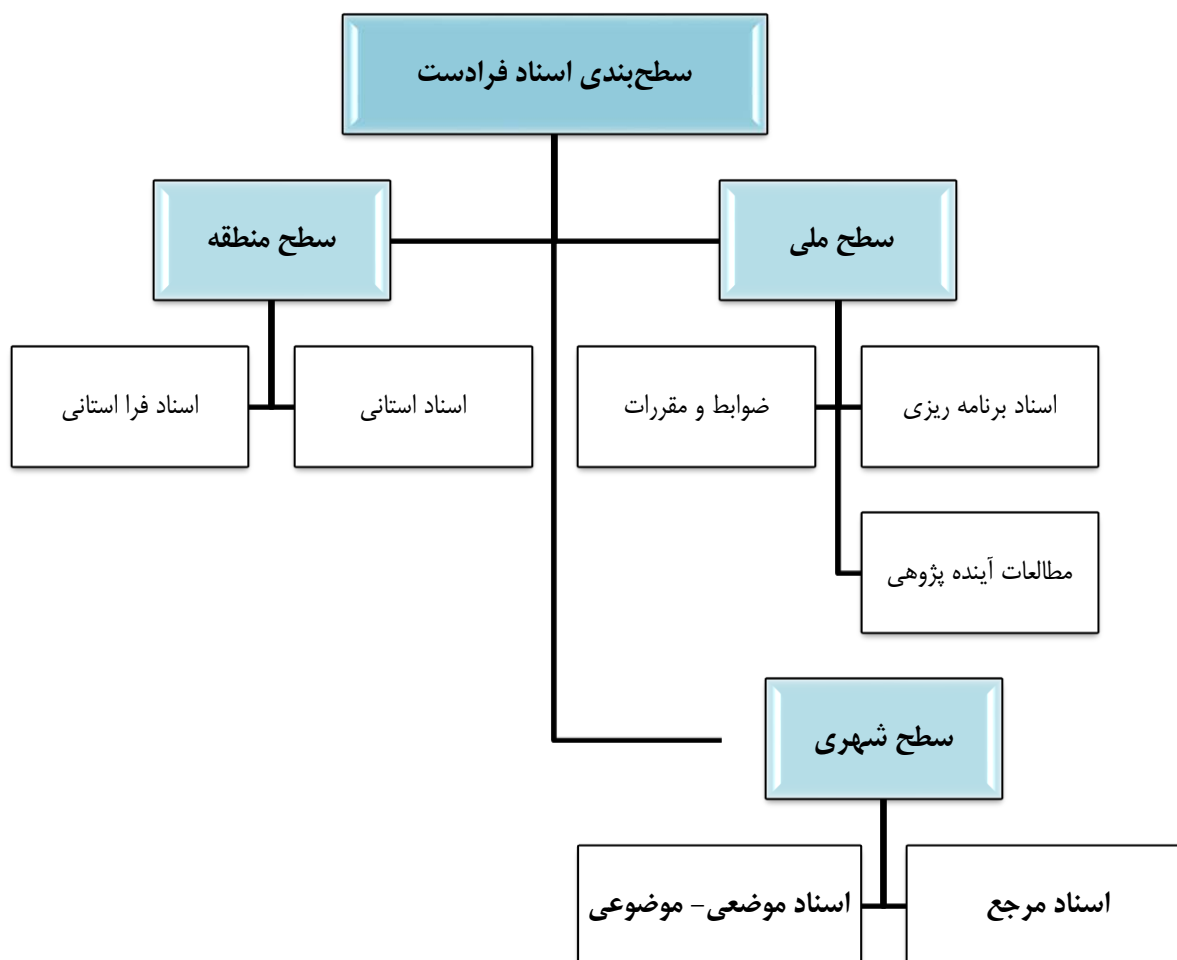 سطح‌بندی اسناد فرادست
سطح ملی
سطح منطقه
اسناد برنامه ریزی
ضوابط و مقررات
اسناد استانی
اسناد فرا استانی
مطالعات آینده پژوهی
سطح شهری
اسناد مرجع
اسناد موضعی- موضوعی